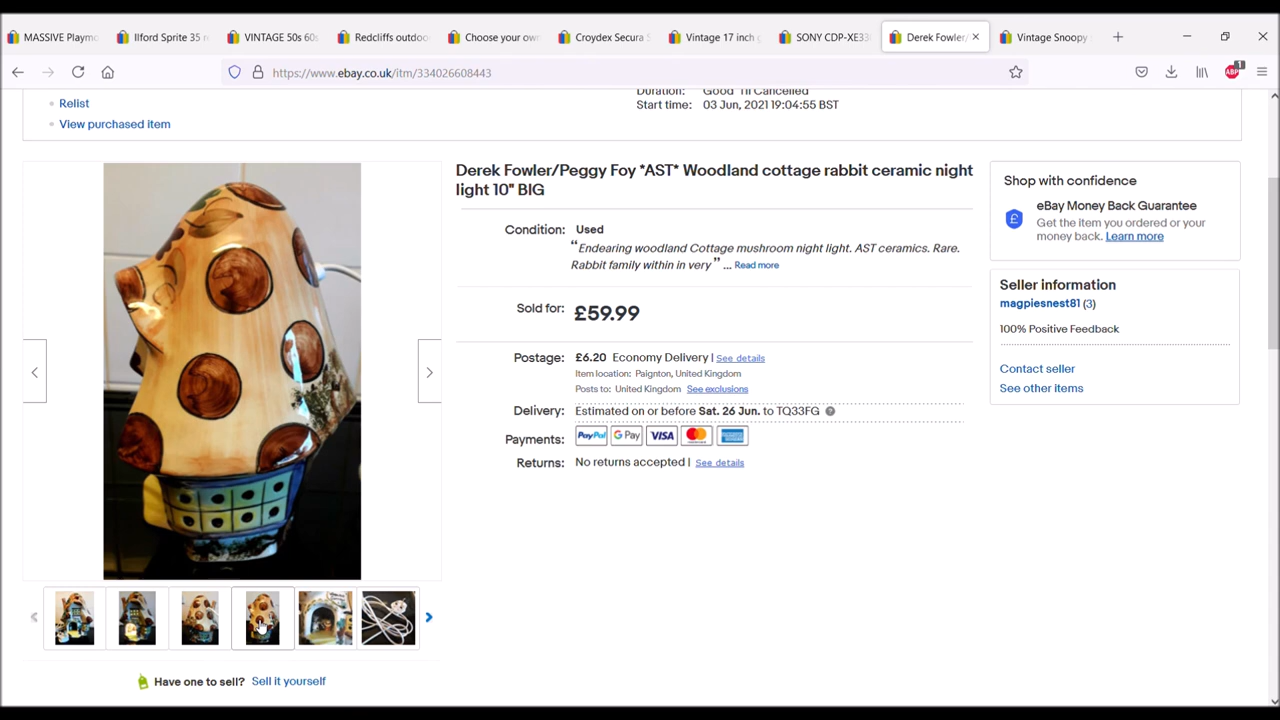 MASSIVE Playmo
Ilford Sprite 35
VINTAGE 50s 60s
Redcliffs outdoo
Choose your own
Croydex Secura S
Vintage 17 inch
SONY CDP-XE33
Derek Fowler/
Vintage Snoopy
https://www.ebay.co.uk/itm/334026608443
ABP
1
Relist
View purchased item
Duration: Good 'Til Cancelled
Start time: 03 Jun, 2021 19:04:55 BST
Derek Fowler/Peggy Foy *AST* Woodland cottage rabbit ceramic night
light 10" BIG
Condition: Used
“Endearing woodland Cottage mushroom night light. AST ceramics. Rare.
Rabbit family within in very” ... Read more
Sold for: £59.99
Postage: £6.20 Economy Delivery | See details
Item location: Paignton, United Kingdom
Posts to: United Kingdom See exclusions
Delivery: Estimated on or before Sat. 26 Jun. to TQ33FG
Payments: PayPal G Pay VISA
Returns: No returns accepted | See details
Shop with confidence
eBay Money Back Guarantee
Get the item you ordered or your
money back. Learn more
Seller information
magpiesnest81 (3)
100% Positive Feedback
Contact seller
See other items
Have one to sell? Sell it yourself